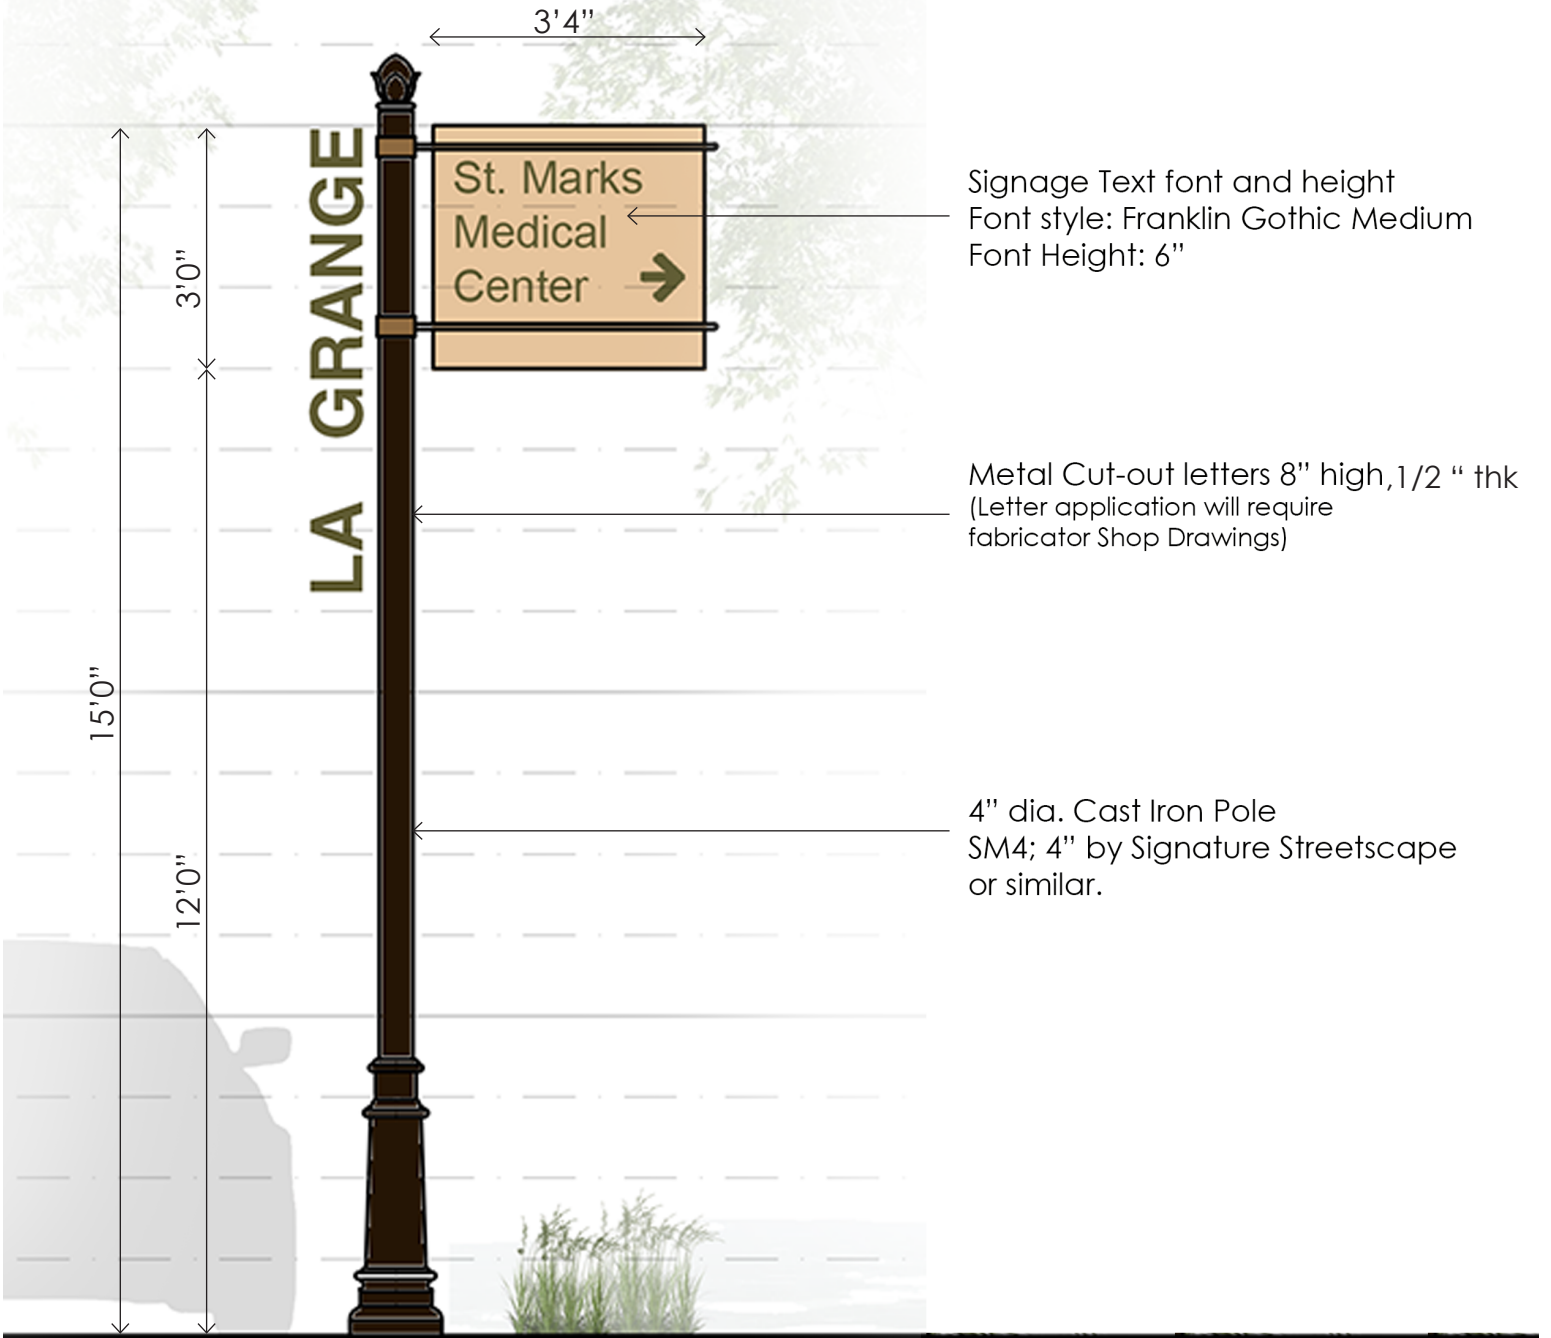 3’4”
St. Marks
Medical
Center
LA GRANGE
3’0”
15’0”
12’0”
Signage Text font and height
Font style: Franklin Gothic Medium
Font Height: 6”
Metal Cut-out letters 8” high,1/2 “ thk
(Letter application will require
fabricator Shop Drawings)
4” dia. Cast Iron Pole
SM4; 4” by Signature Streetscape
or similar.